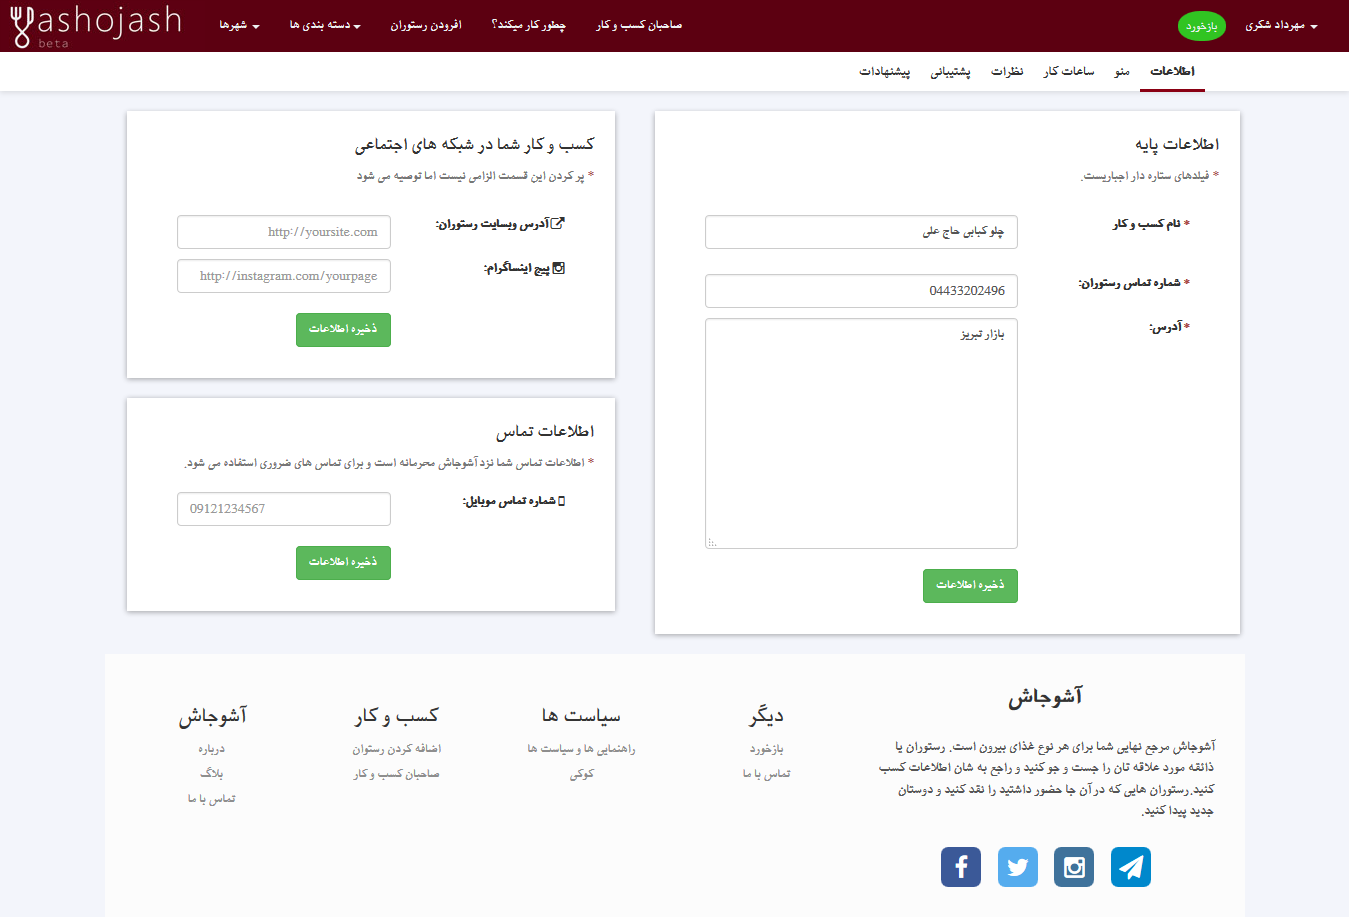 ashojash
beta
شهرها
دسته بندی ها
افزودن رستوران
چطور کار میکند؟
صاحبان کسب و کار
بازخورد
مهرداد شکری
اطلاعات
منو
ساعات کار
نظرات
پشتیبانی
پیشنهادات
اطلاعات پایه
* فیلدهای ستاره دار اجباریست.
* نام کسب و کار
چلو کبابی حاج علی
* شماره تماس رستوران:
04433202496
* آدرس:
بازار تبریز
ذخیره اطلاعات
کسب و کار شما در شبکه های اجتماعی
* پر کردن این قسمت الزامی نیست اما توصیه می شود
آدرس وبسایت رستوران:
http://yoursite.com
پیج اینساگرام:
http://instagram.com/yourpage
ذخیره اطلاعات
اطلاعات تماس
* اطلاعات تماس شما نزد آشوجاش محرمانه است و برای تماس های ضروری استفاده می شود.
شماره تماس موبایل:
09121234567
ذخیره اطلاعات
آشوجاش
آشوجاش مرجع نهایی شما برای هر نوع غذای بیرون است. رستوران یا
ذائقه مورد علاقه تان را جست و جو کنید و راجع به شان اطلاعات کسب
کنید.رستوران هایی که در آن جا حضور داشتید را نقد کنید و دوستان
جدید پیدا کنید.
دیگر
بازخورد
تماس با ما
سیاست ها
راهنمایی ها و سیاست ها
کوکی
کسب و کار
اضافه کردن رستوان
صاحبان کسب و کار
آشوجاش
درباره
بلاگ
تماس با ما